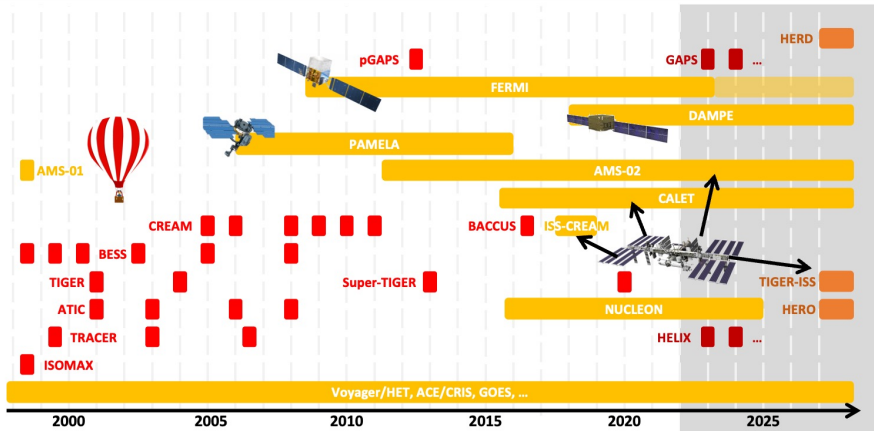 HERD
pGAPS
GAPS
...
FERMI
DAMPE
PAMELA
AMS-01
AMS-02
CALET
CREAM
BACCUS
ISS-CREAM
BESS
TIGER
Super-TIGER
TIGER-ISS
ATIC
NUCLEON
HERO
TRACER
HELIX
...
ISOMAX
Voyager/HET, ACE/CRIS, GOES, ...
2000 2005 2010 2015 2020 2025